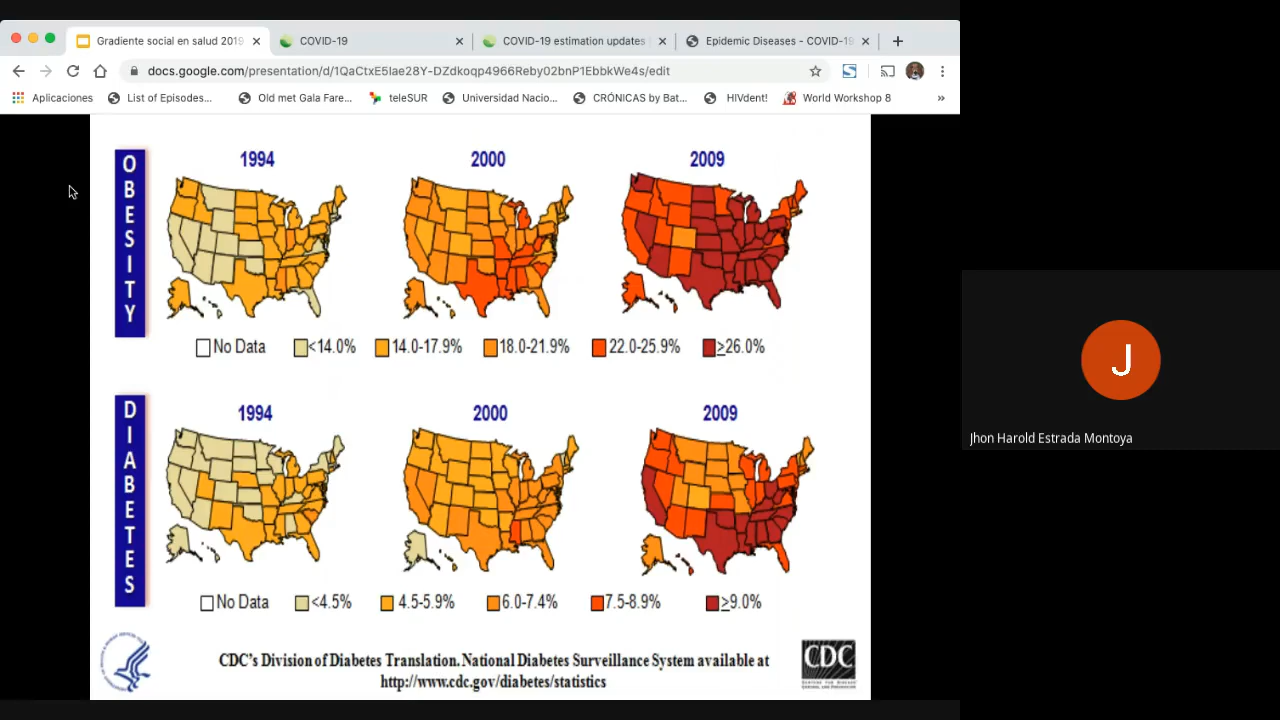 Gradiente social en salud 2019
COVID-19
COVID-19 estimation updates
Epidemic Diseases - COVID-19
docs.google.com/presentation/d/1QaCtxE5lae28Y-DZdkoqp4966Reby02bnP1EbbkWe4s/edit
Aplicaciones
List of Episodes...
Old met Gala Fare...
teleSUR
Universidad Nacio...
CRÓNICAS by Bat...
HIVdent!
World Workshop 8
»
OBESITY
1994
2000
2009
No Data
<14.0%
14.0-17.9%
18.0-21.9%
22.0-25.9%
≥26.0%
DIABETES
1994
2000
2009
No Data
<4.5%
4.5-5.9%
6.0-7.4%
7.5-8.9%
≥9.0%
CDC's Division of Diabetes Translation. National Diabetes Surveillance System available at
http://www.cdc.gov/diabetes/statistics
CDC
J
Jhon Harold Estrada Montoya